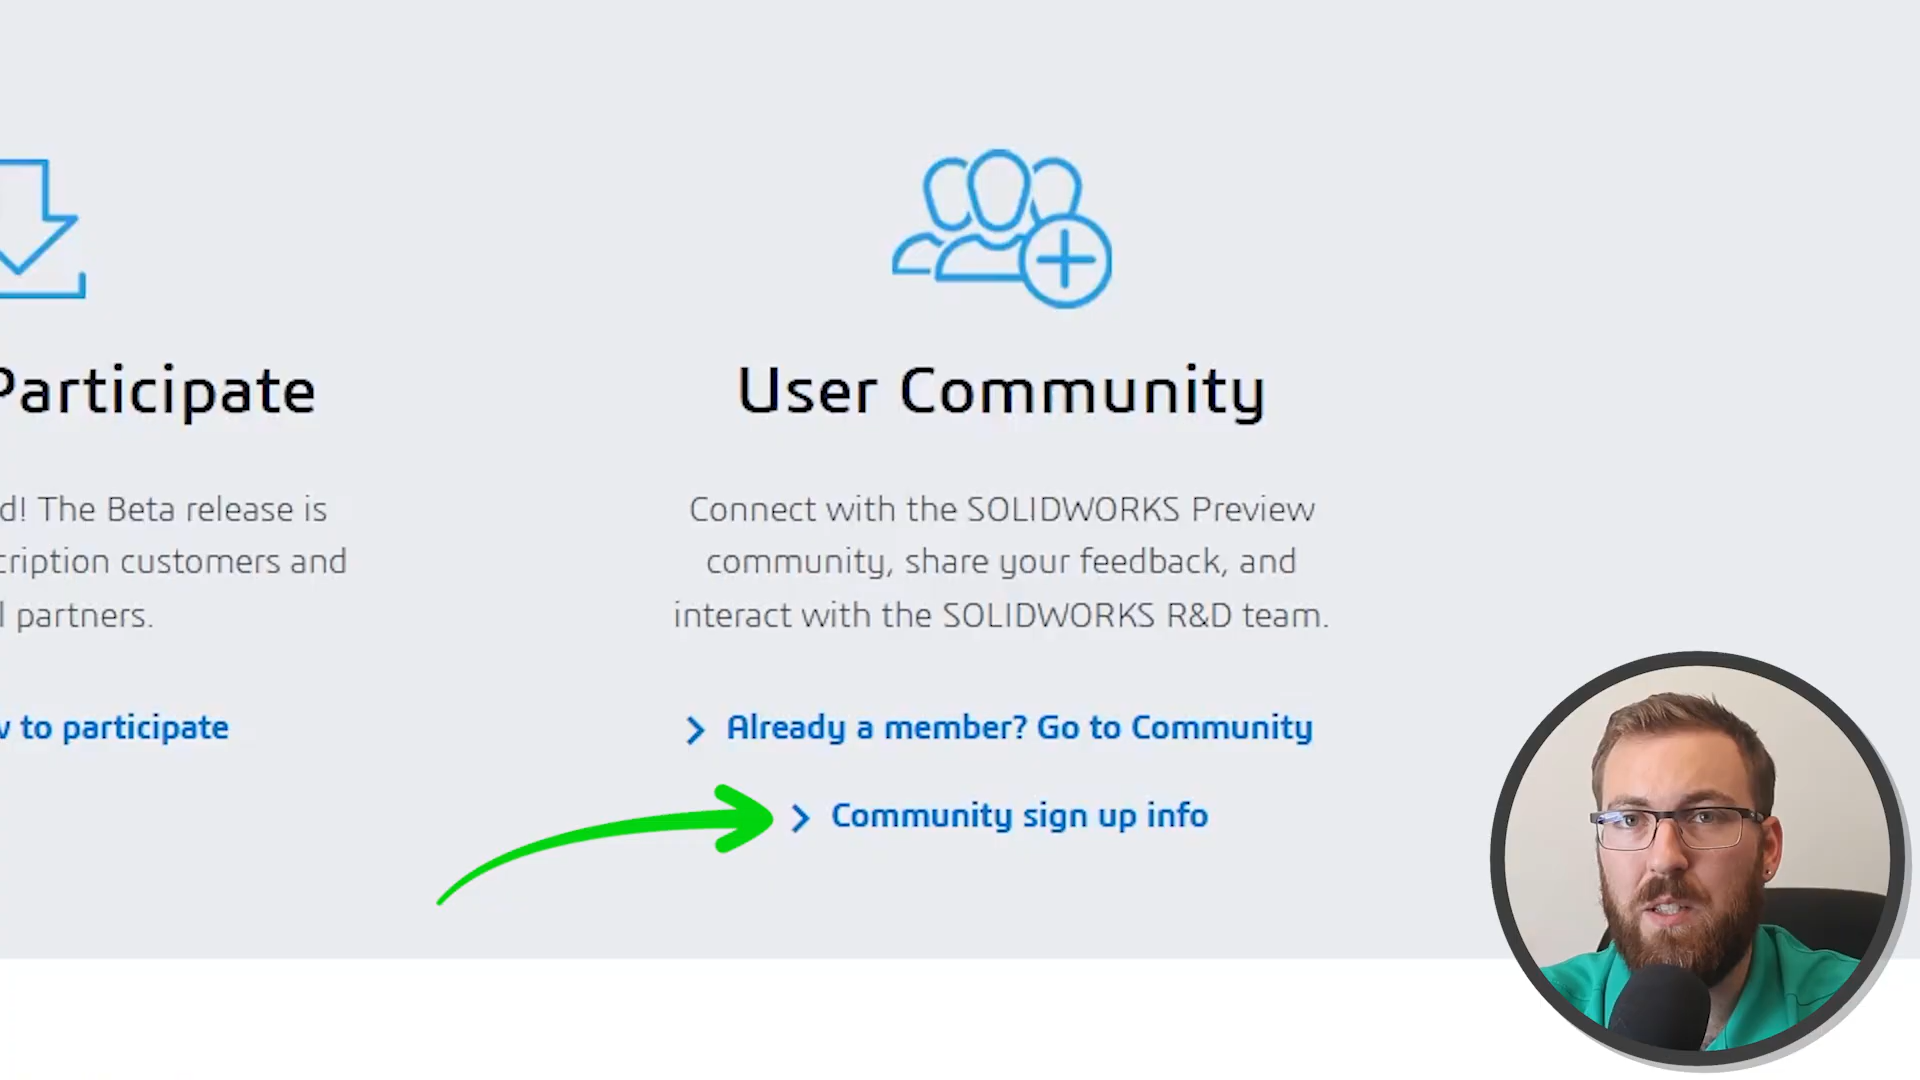 Participate
d! The Beta release is
cription customers and
l partners.
to participate
User Community
Connect with the SOLIDWORKS Preview
community, share your feedback, and
interact with the SOLIDWORKS R&D team.
Already a member? Go to Community
Community sign up info